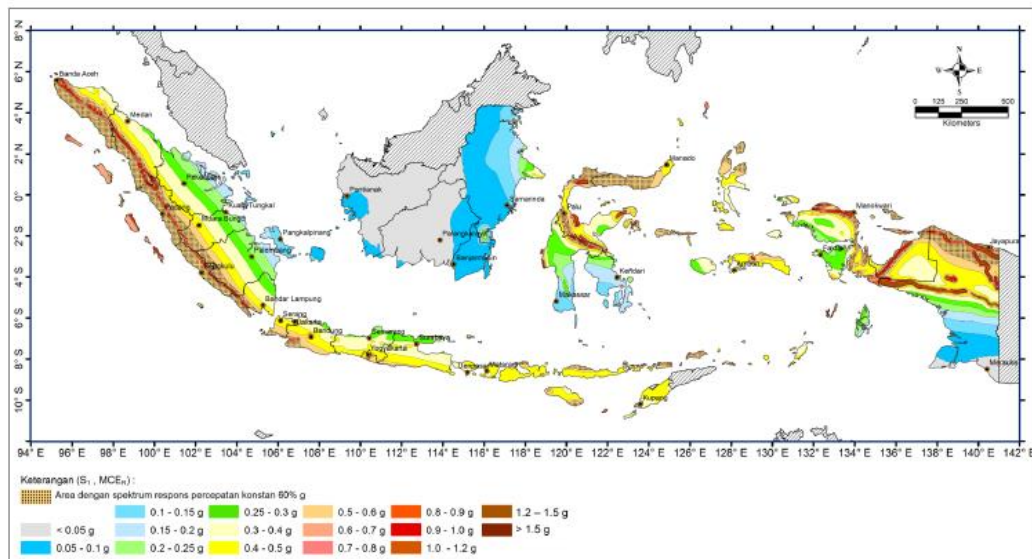 8° N
6° N
4° N
2° N
0°
2° S
4° S
6° S
8° S
10° S
N
W E
S
0 125 250 500
Kilometers
Banda Aceh
Medan
Pekanbaru
Kuala Tungkal
Padang
Muara Bungo
Pangkalpinang
Palembang
Bengkulu
Bandar Lampung
Serang
Jakarta
Bandung
Semarang
Yogyakarta
Surabaya
Denpasar
Mataram
Kupang
Pontianak
Palangkaraya
Banjarmasin
Samarinda
Manado
Palu
Kendari
Makassar
Ambon
Manokwari
Jayapura
Merauke
94° E 96° E 98° E 100° E 102° E 104° E 106° E 108° E 110° E 112° E 114° E 116° E 118° E 120° E 122° E 124° E 126° E 128° E 130° E 132° E 134° E 136° E 138° E 140° E 142° E
Keterangan (S₁ , MCEᵣ) :
Area dengan spektrum respons percepatan konstan 60% g
0.1 - 0.15 g 0.25 - 0.3 g 0.5 - 0.6 g 0.8 - 0.9 g 1.2 – 1.5 g
< 0.05 g 0.15 - 0.2 g 0.3 - 0.4 g 0.6 - 0.7 g 0.9 - 1.0 g > 1.5 g
0.05 - 0.1 g 0.2 - 0.25 g 0.4 - 0.5 g 0.7 - 0.8 g 1.0 - 1.2 g